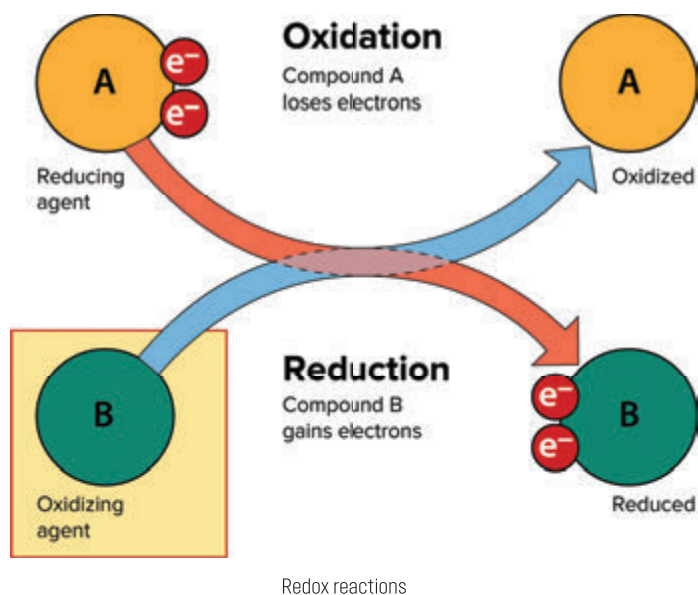 Oxidation
Compound A
loses electrons
A
e–
e–
Reducing
agent
A
Oxidized
Reduction
Compound B
gains electrons
B
Oxidizing
agent
e–
e–
B
Reduced
Redox reactions